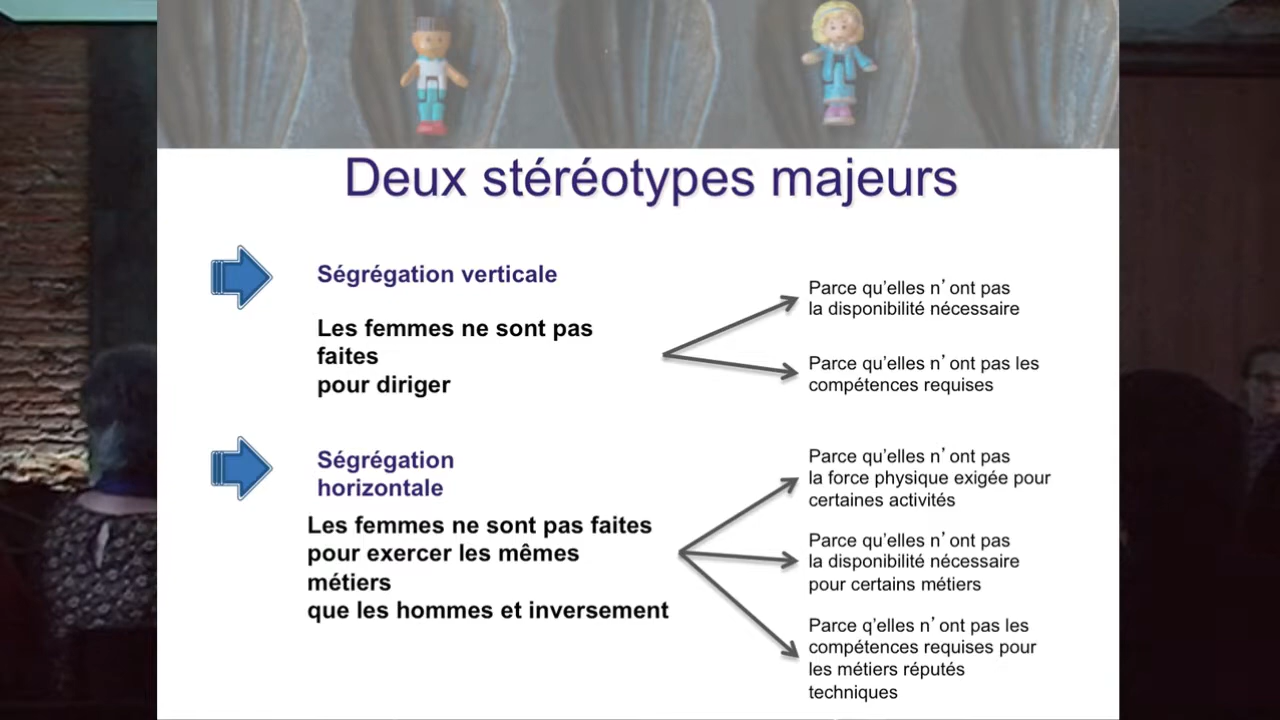 Deux stéréotypes majeurs
Ségrégation verticale
Les femmes ne sont pas
faites
pour diriger
Parce qu'elles n’ont pas
la disponibilité nécessaire
Parce qu'elles n’ont pas les
compétences requises
Ségrégation
horizontale
Les femmes ne sont pas faites
pour exercer les mêmes
métiers
que les hommes et inversement
Parce qu'elles n’ont pas
la force physique exigée pour
certaines activités
Parce qu'elles n’ont pas
la disponibilité nécessaire
pour certains métiers
Parce q'elles n’ont pas les
compétences requises pour
les métiers réputés
techniques